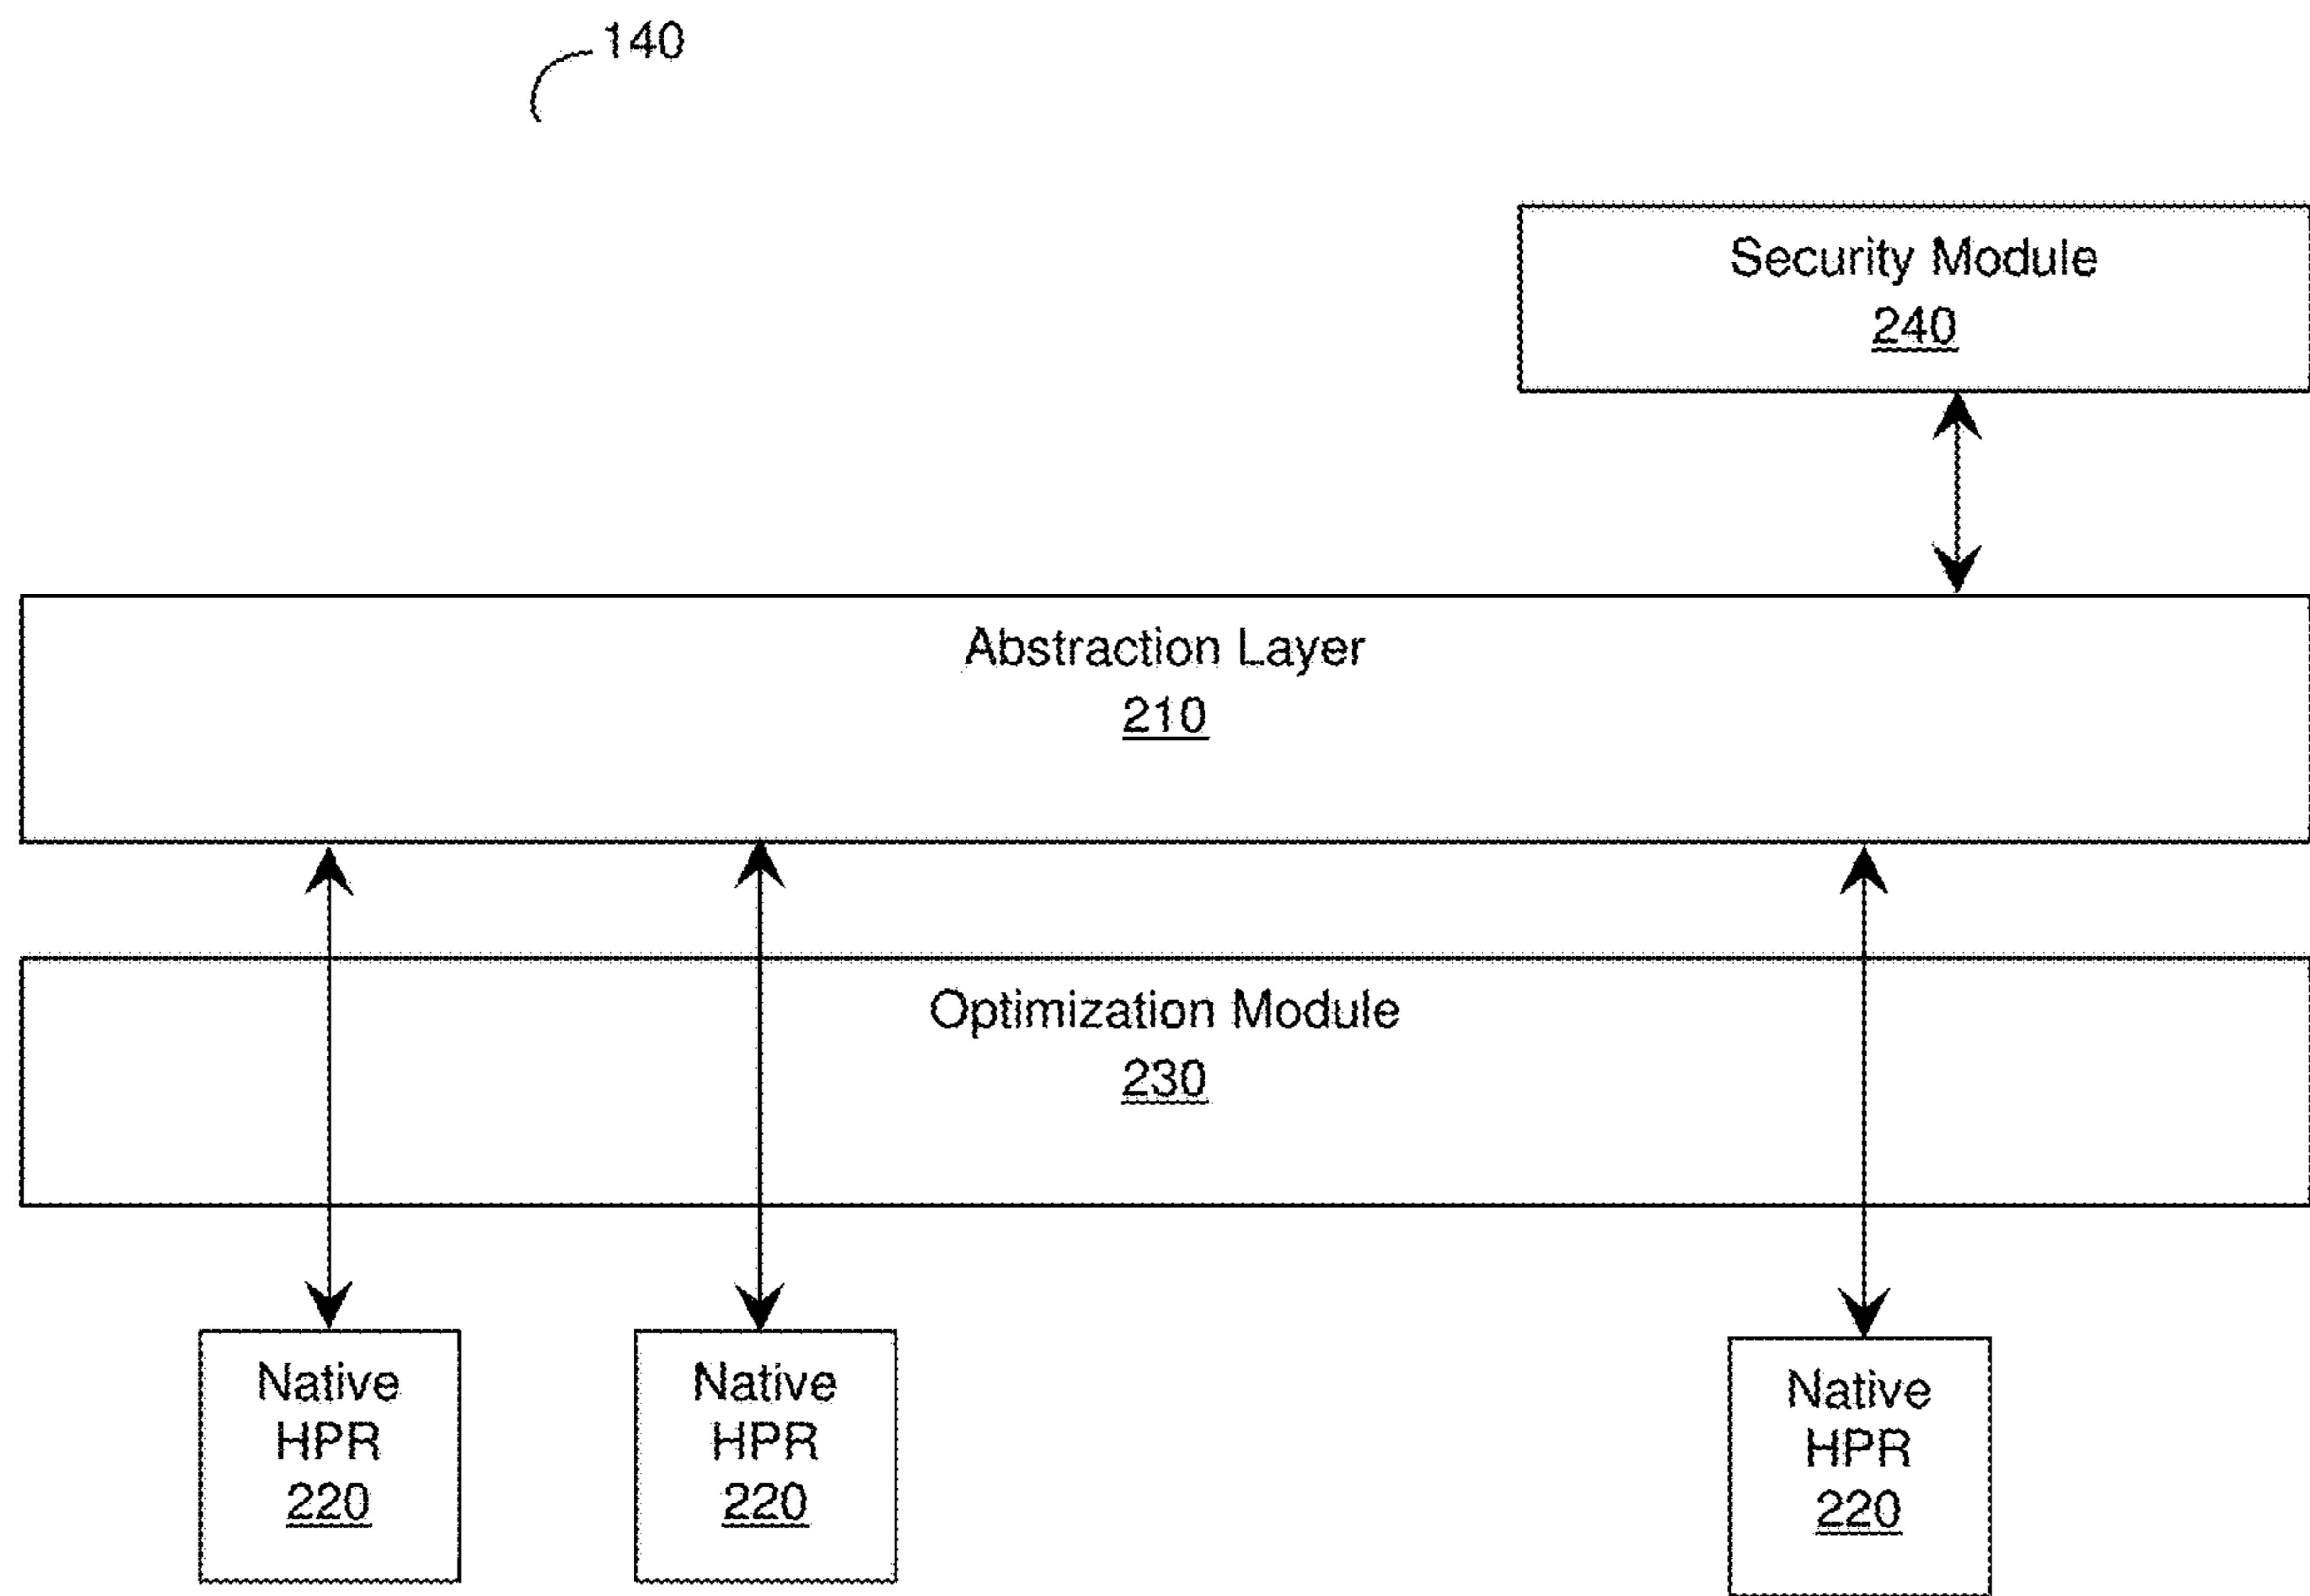 140
Security Module
240
Abstraction Layer
210
Optimization Module
230
Native
HPR
220
Native
HPR
220
Native
HPR
220